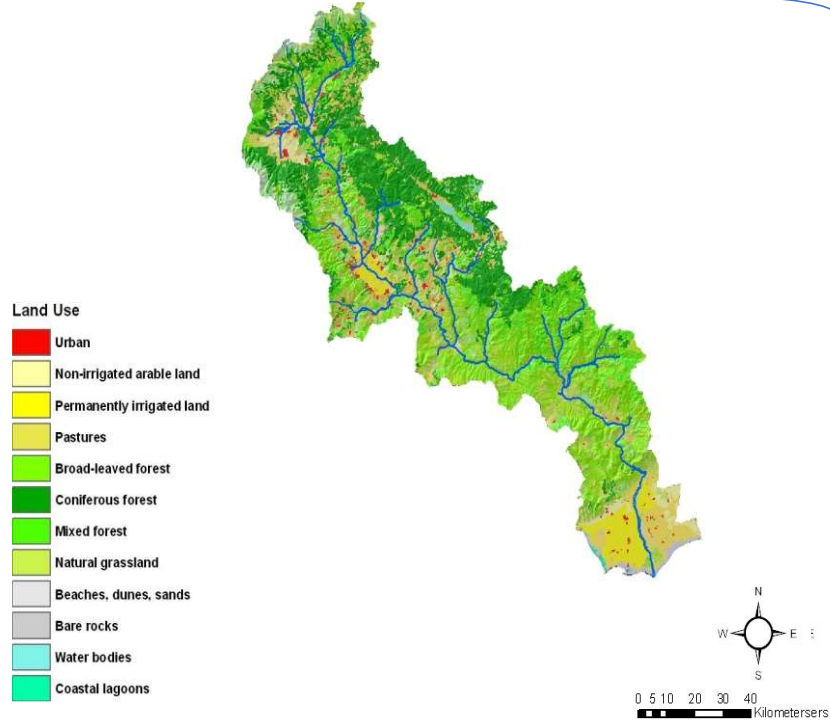 Land Use
Urban
Non-irrigated arable land
Permanently irrigated land
Pastures
Broad-leaved forest
Coniferous forest
Mixed forest
Natural grassland
Beaches, dunes, sands
Bare rocks
Water bodies
Coastal lagoons
N
W E E
S
0 5 10 20 30 40
Kilometersers